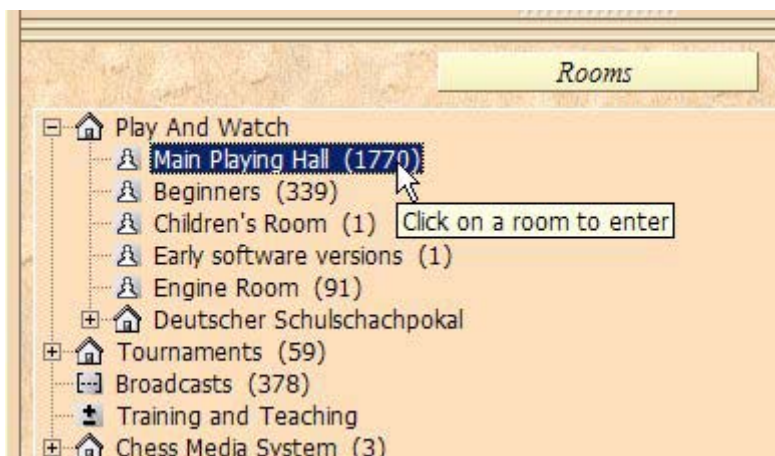 Rooms
Play And Watch
Main Playing Hall (1770)
Beginners (339)
Children's Room (1)
Click on a room to enter
Early software versions (1)
Engine Room (91)
Deutscher Schulschachpokal
Tournaments (59)
Broadcasts (378)
Training and Teaching
Chess Media System (3)